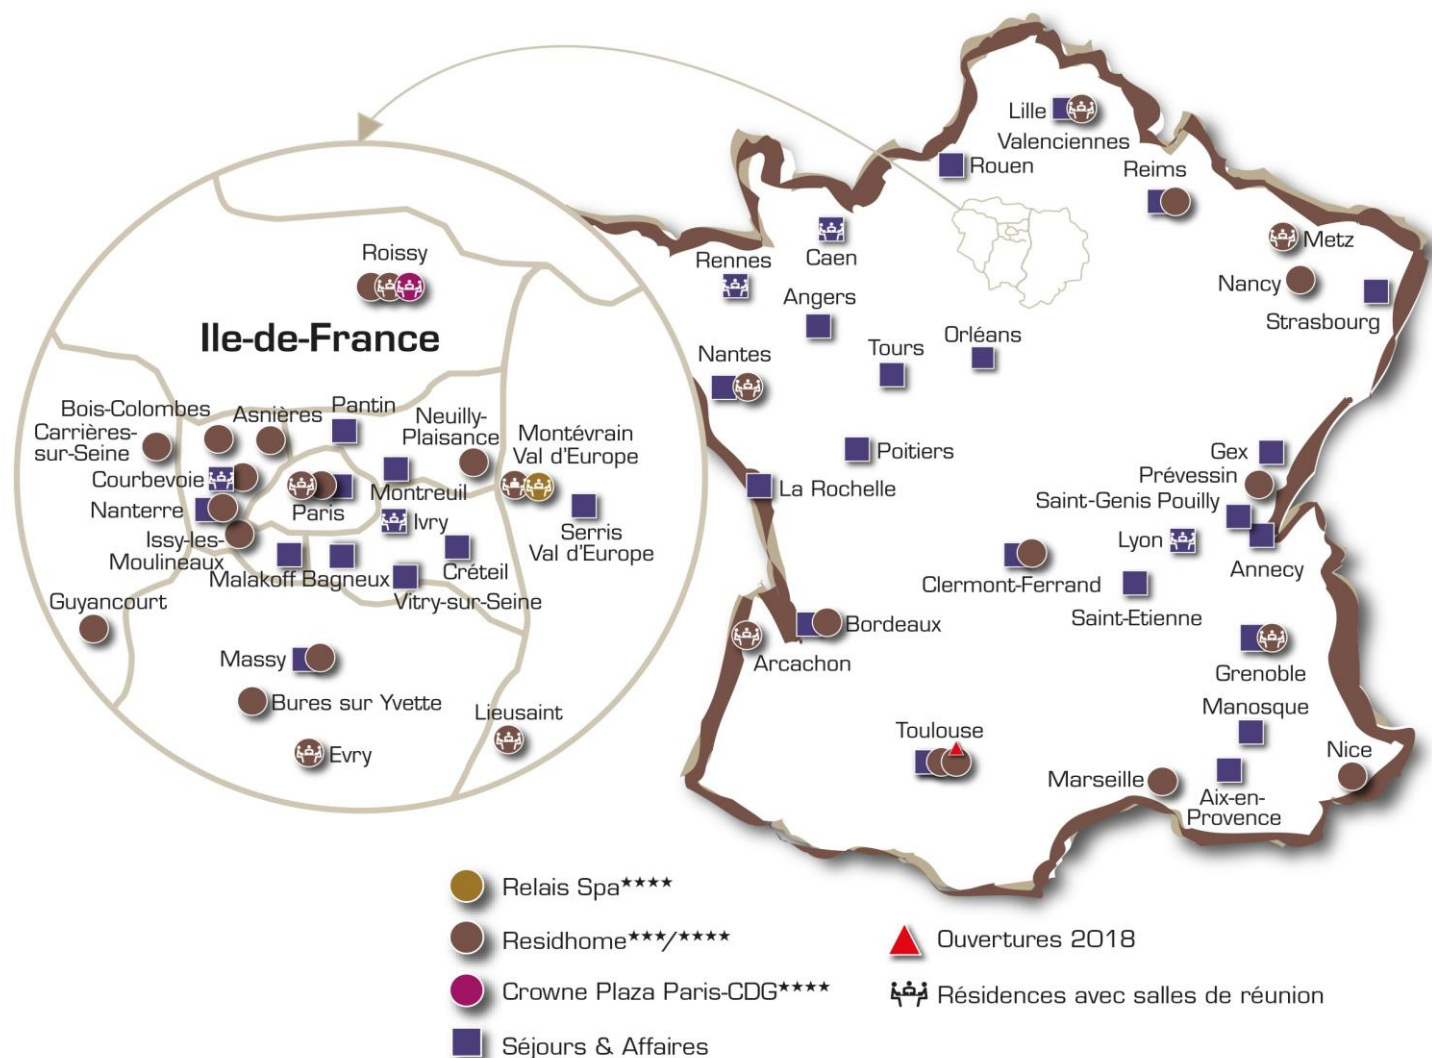 Lille
Valenciennes
Rouen
Reims
Metz
Nancy
Strasbourg
Caen
Rennes
Angers
Nantes
Tours
Orléans
Poitiers
La Rochelle
Gex
Prévessin
Saint-Genis Pouilly
Lyon
Annecy
Clermont-Ferrand
Saint-Etienne
Bordeaux
Arcachon
Grenoble
Manosque
Toulouse
Nice
Marseille
Aix-en-
Provence
Roissy
Ile-de-France
Bois-Colombes
Asnières
Pantin
Neuilly-
Plaisance
Montévrain
Val d'Europe
Carrières-
sur-Seine
Courbevoie
Nanterre
Paris
Montreuil
Ivry
Serris
Val d'Europe
Issy-les-
Moulineaux
Malakoff
Bagneux
Créteil
Vitry-sur-Seine
Guyancourt
Massy
Bures sur Yvette
Lieusaint
Evry
Relais Spa★★★★
Residhome★★★/★★★★
Crowne Plaza Paris-CDG★★★★
Séjours & Affaires
Ouvertures 2018
Résidences avec salles de réunion